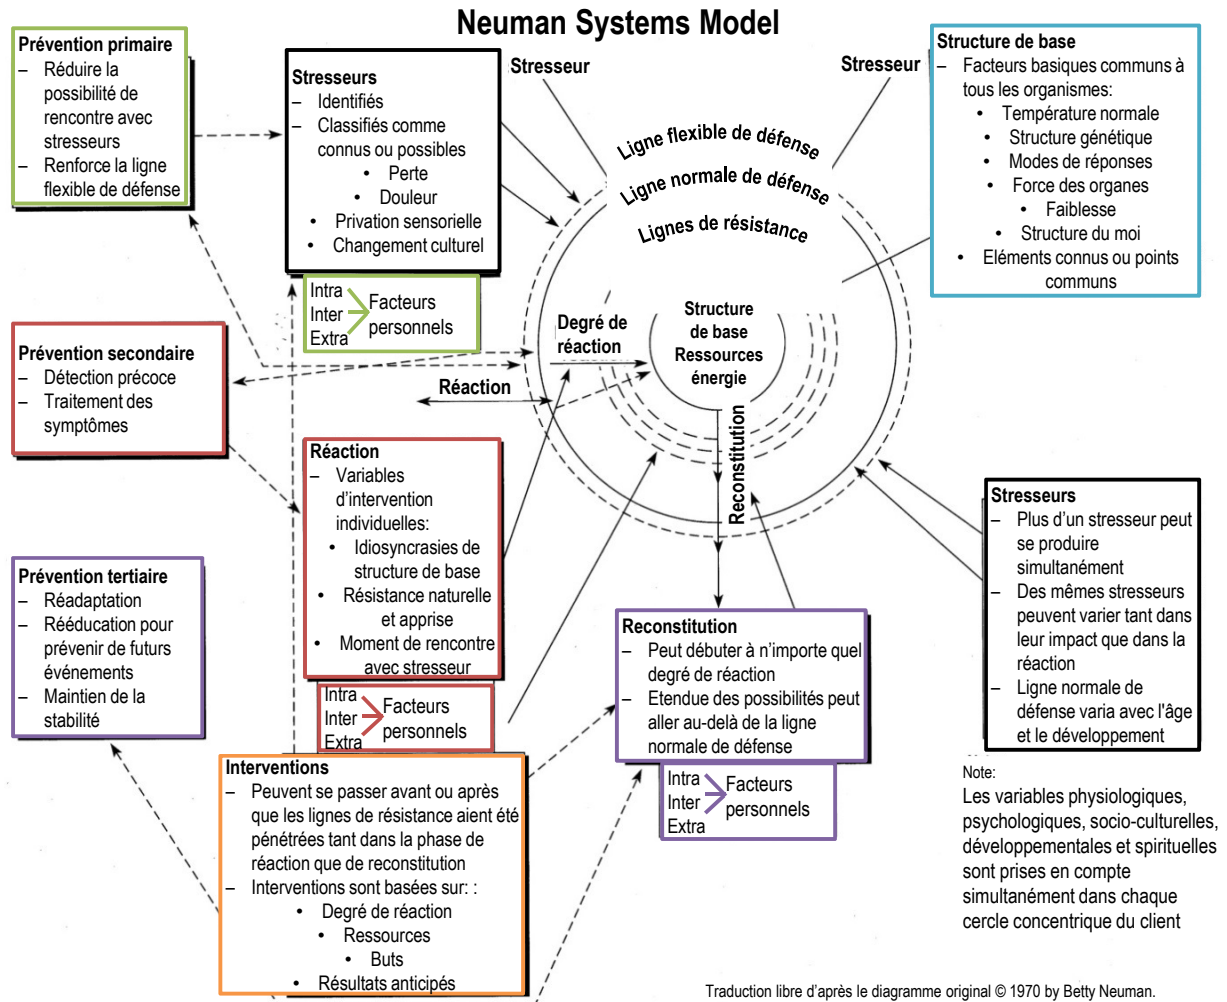 Neuman Systems Model
Prévention primaire
– Réduire la
possibilité de
rencontre avec
stresseurs
– Renforce la ligne
flexible de défense
Stresseurs
– Identifiés
– Classifiés comme
connus ou possibles
• Perte
• Douleur
• Privation sensorielle
• Changement culturel
Intra
Inter
Extra
Facteurs
personnels
Stresseur
Stresseur
Structure de base
– Facteurs basiques communs à
tous les organismes:
• Température normale
• Structure génétique
• Modes de réponses
• Force des organes
• Faiblesse
• Structure du moi
• Eléments connus ou points
communs
Ligne flexible de défense
Ligne normale de défense
Lignes de résistance
Structure
de base
Ressources
énergie
Degré de
réaction
Réaction
Reconstitution
Prévention secondaire
– Détection précoce
– Traitement des
symptômes
Réaction
– Variables
d’intervention
individuelles:
• Idiosyncrasies de
structure de base
• Résistance naturelle
et apprise
• Moment de rencontre
avec stresseur
Intra
Inter
Extra
Facteurs
personnels
Stresseurs
– Plus d’un stresseur peut
se produire
simultanément
– Des mêmes stresseurs
peuvent varier tant dans
leur impact que dans la
réaction
– Ligne normale de
défense varia avec l'âge
et le développement
Prévention tertiaire
– Réadaptation
– Rééducation pour
prévenir de futurs
événements
– Maintien de la
stabilité
Reconstitution
– Peut débuter à n’importe quel
degré de réaction
– Etendue des possibilités peut
aller au-delà de la ligne
normale de défense
Intra
Inter
Extra
Facteurs
personnels
Interventions
– Peuvent se passer avant ou après
que les lignes de résistance aient été
pénétrées tant dans la phase de
réaction que de reconstitution
– Interventions sont basées sur: :
• Degré de réaction
• Ressources
• Buts
• Résultats anticipés
Note:
Les variables physiologiques,
psychologiques, socio-culturelles,
développementales et spirituelles
sont prises en compte
simultanément dans chaque
cercle concentrique du client
Traduction libre d’après le diagramme original © 1970 by Betty Neuman.